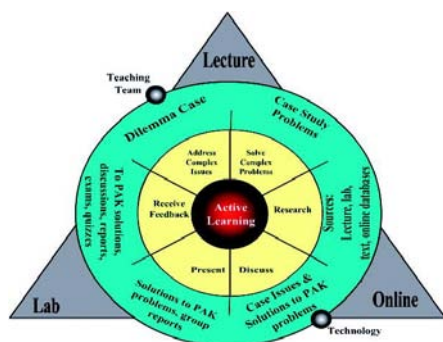 Lecture
Teaching
Team
Dilemma Case
Case Study
Problems
Address
Complex
Issues
Solve
Complex
Problems
To PAK solutions,
discussions, reports,
exams, quizzes
Receive
Feedback
Active
Learning
Research
Sources:
Lecture, lab,
text, online databases
Present
Discuss
Solutions to PAK
problems, group
reports
Case Issues &
Solutions to PAK
problems
Lab
Online
Technology